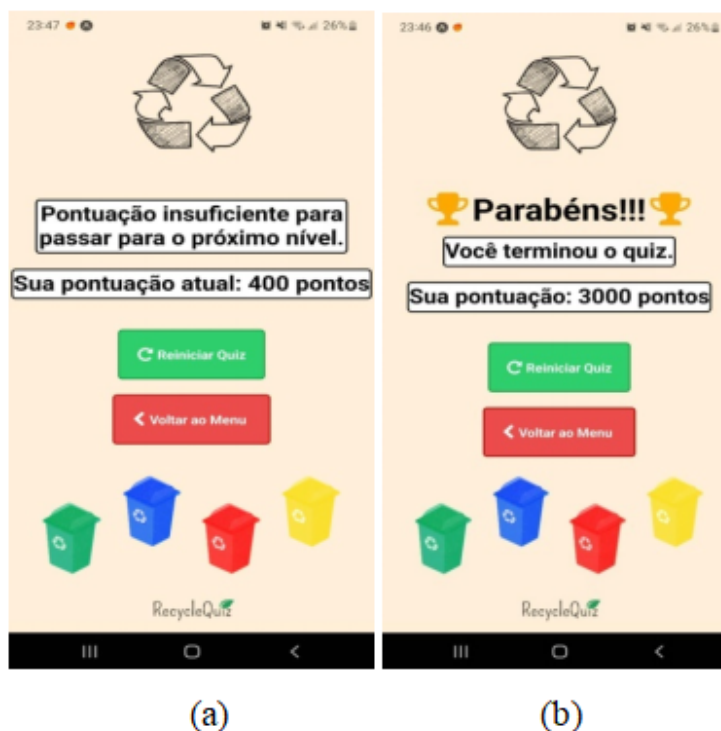 23:47
26%
Pontuação insuficiente para
passar para o próximo nível.
Sua pontuação atual: 400 pontos
Reiniciar Quiz
Voltar ao Menu
RecycleQuiz
(a)
23:46
26%
Parabéns!!!
Você terminou o quiz.
Sua pontuação: 3000 pontos
Reiniciar Quiz
Voltar ao Menu
RecycleQuiz
(b)